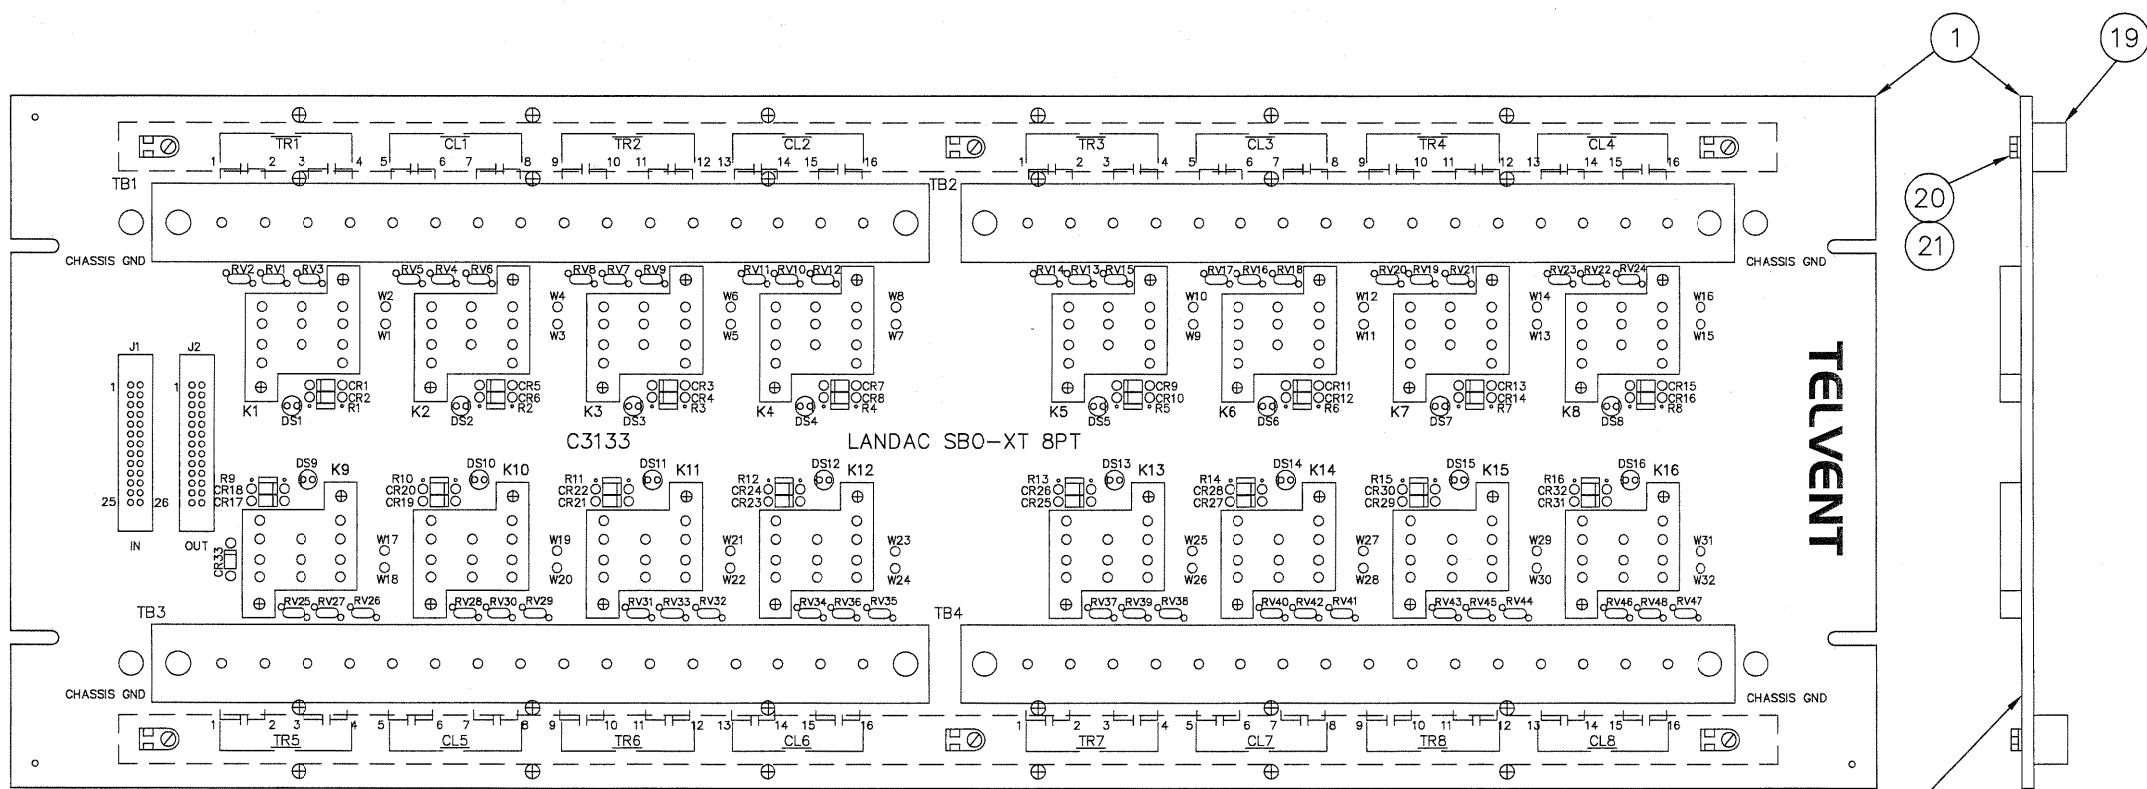 1 19
TR1 CL1 TR2 CL2 TR3 CL3 TR4 CL4
1 2 3 4 5 6 7 8 9 10 11 12 13 14 15 16 1 2 3 4 5 6 7 8 9 10 11 12 13 14 15 16
TB1 TB2
20
21
CHASSIS GND CHASSIS GND
RV2 RV1 RV3 RV5 RV4 RV6 RV8 RV7 RV9 RV11 RV10 RV12 RV14 RV13 RV15 RV17 RV16 RV18 RV20 RV19 RV21 RV23 RV22 RV24
W2 W4 W6 W8 W10 W12 W14 W16
W1 W3 W5 W7 W9 W11 W13 W15
J1 J2
1 1
CR1 CR5 CR3 CR7 CR9 CR11 CR13 CR15
CR2 CR6 CR4 CR8 CR10 CR12 CR14 CR16
K1 R1 K2 R2 K3 R3 K4 R4 K5 R5 K6 R6 K7 R7 K8 R8
DS1 DS2 DS3 DS4 DS5 DS6 DS7 DS8
TELVENT
C3133 LANDAC SBO-XT 8PT
DS9 DS10 DS11 DS12 DS13 DS14 DS15 DS16
R9 K9 R10 K10 R11 K11 R12 K12 R13 K13 R14 K14 R15 K15 R16 K16
CR18 CR20 CR22 CR24 CR26 CR28 CR30 CR32
25 26 CR17 CR19 CR21 CR23 CR25 CR27 CR29 CR31
IN OUT
CR33
W17 W19 W21 W23 W25 W27 W29 W31
W18 W20 W22 W24 W26 W28 W30 W32
RV25 RV27 RV26 RV28 RV30 RV29 RV31 RV33 RV32 RV34 RV36 RV35 RV37 RV39 RV38 RV40 RV42 RV41 RV43 RV45 RV44 RV46 RV48 RV47
TB3 TB4
CHASSIS GND CHASSIS GND
1 2 3 4 5 6 7 8 9 10 11 12 13 14 15 16 1 2 3 4 5 6 7 8 9 10 11 12 13 14 15 16
TR5 CL5 TR6 CL6 TR7 CL7 TR8 CL8